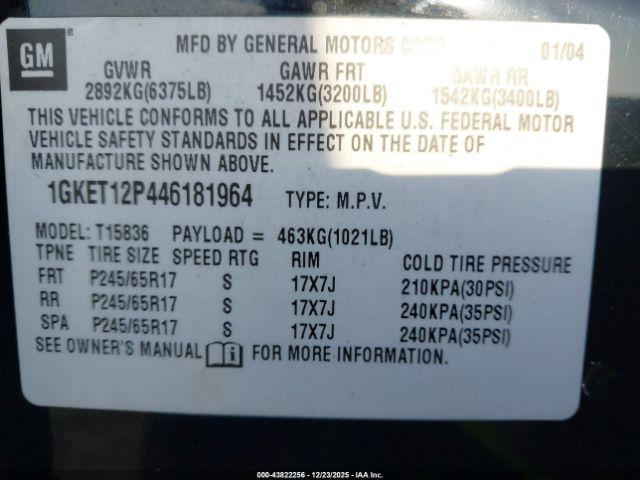 GM
MFD BY GENERAL MOTORS CORP 01/04
GVWR GAWR FRT GAWR RR
2892KG(6375LB) 1452KG(3200LB) 1542KG(3400LB)
THIS VEHICLE CONFORMS TO ALL APPLICABLE U.S. FEDERAL MOTOR
VEHICLE SAFETY STANDARDS IN EFFECT ON THE DATE OF
MANUFACTURE SHOWN ABOVE.
1GKET12P446181964 TYPE: M.P.V.
MODEL: T15836 PAYLOAD = 463KG(1021LB)
TPNE TIRE SIZE SPEED RTG RIM COLD TIRE PRESSURE
FRT P245/65R17 S 17X7J 210KPA(30PSI)
RR P245/65R17 S 17X7J 240KPA(35PSI)
SPA P245/65R17 S 17X7J 240KPA(35PSI)
SEE OWNER'S MANUAL FOR MORE INFORMATION.
000-43822256 - 12/23/2025 - IAA Inc.